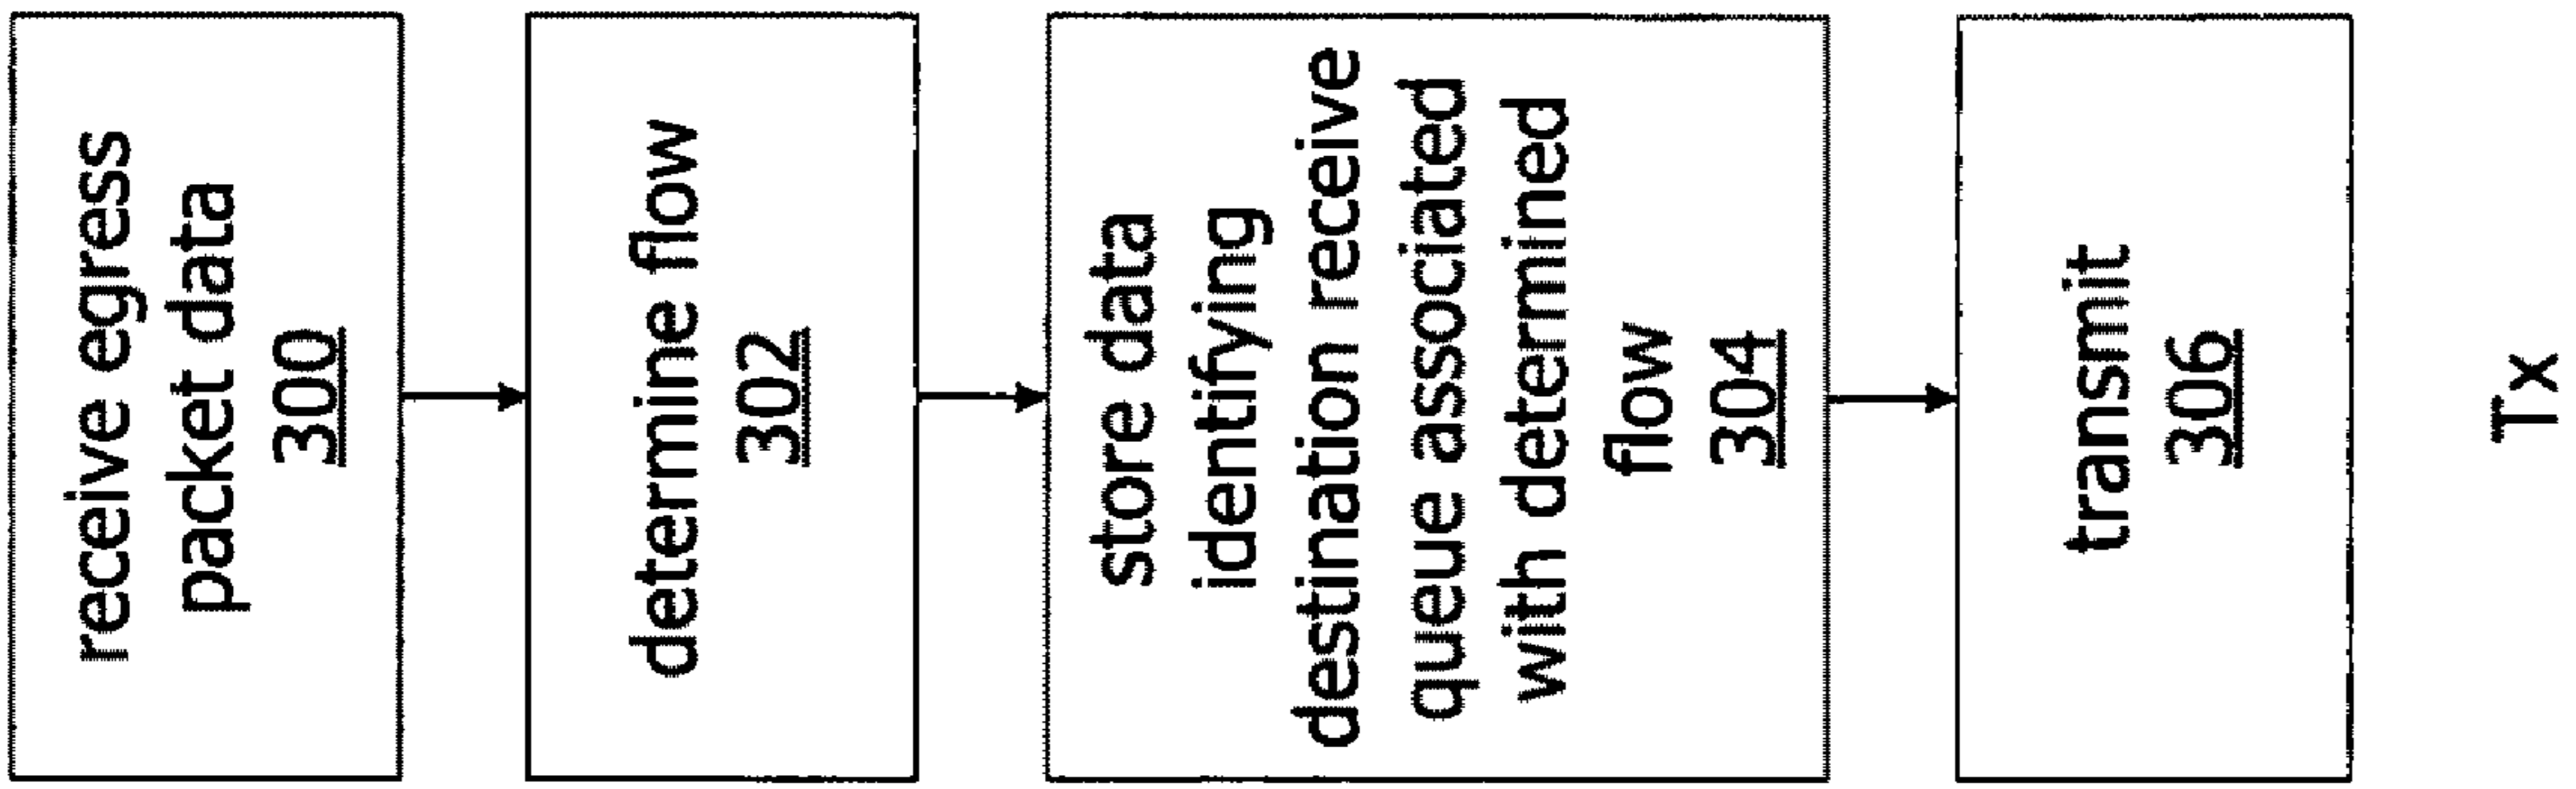 receive egress
packet data
300
determine flow
302
store data
identifying
destination receive
queue associated
with determined
flow
304
transmit
306
Tx